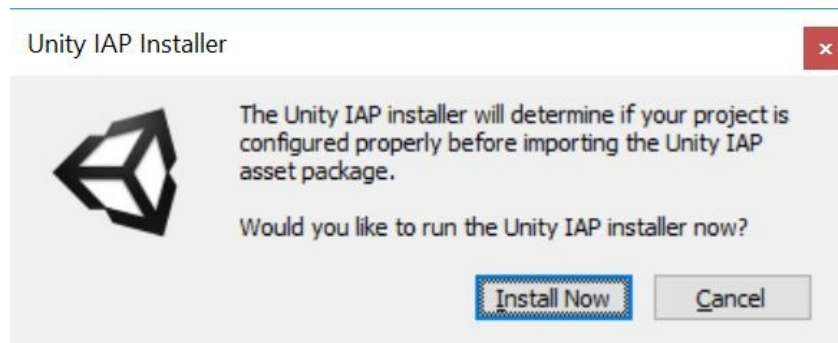 Unity IAP Installer
The Unity IAP installer will determine if your project is
configured properly before importing the Unity IAP
asset package.
Would you like to run the Unity IAP installer now?
Install Now
Cancel